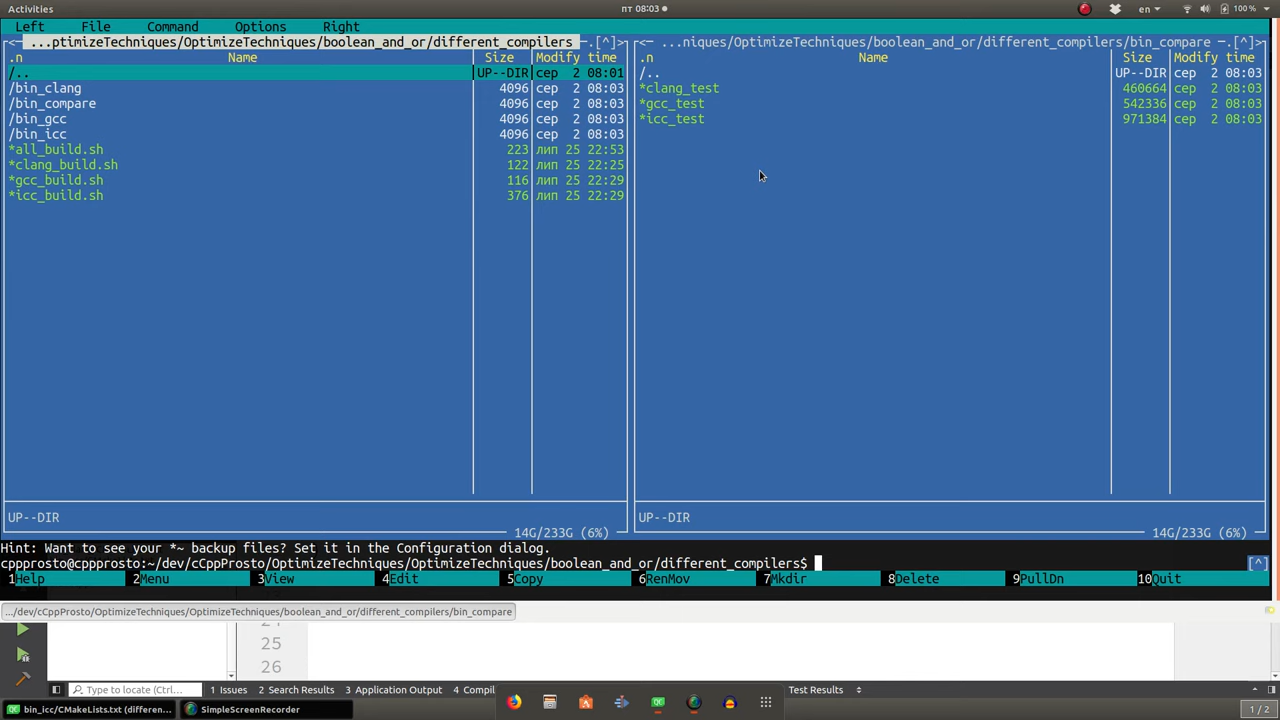 Activities пт 08:03 en 100 %
Left File Command Options Right
<─ ...ptimizeTechniques/OptimizeTechniques/boolean_and_or/different_compilers ─.[^]>
.n Name Size Modify time
/.. UP--DIR сер 2 08:01
/bin_clang 4096 сер 2 08:03
/bin_compare 4096 сер 2 08:03
/bin_gcc 4096 сер 2 08:03
/bin_icc 4096 сер 2 08:03
*all_build.sh 223 лип 25 22:53
*clang_build.sh 122 лип 25 22:25
*gcc_build.sh 116 лип 25 22:29
*icc_build.sh 376 лип 25 22:29
UP--DIR
14G/233G (6%)
<─ ...niques/OptimizeTechniques/boolean_and_or/different_compilers/bin_compare ─.[^]>
.n Name Size Modify time
/.. UP--DIR сер 2 08:03
*clang_test 460664 сер 2 08:03
*gcc_test 542336 сер 2 08:03
*icc_test 971384 сер 2 08:03
UP--DIR
14G/233G (6%)
Hint: Want to see your *~ backup files? Set it in the Configuration dialog.
cppprosto@cppprosto:~/dev/cCppProsto/OptimizeTechniques/OptimizeTechniques/boolean_and_or/different_compilers$ [^]
1Help 2Menu 3View 4Edit 5Copy 6RenMov 7Mkdir 8Delete 9PullDn 10Quit
.../dev/cCppProsto/OptimizeTechniques/OptimizeTechniques/boolean_and_or/different_compilers/bin_compare
25
26
Type to locate (Ctrl... 1 Issues 2 Search Results 3 Application Output 4 Compil Test Results
bin_icc/CMakeLists.txt (differen... SimpleScreenRecorder 1 / 2